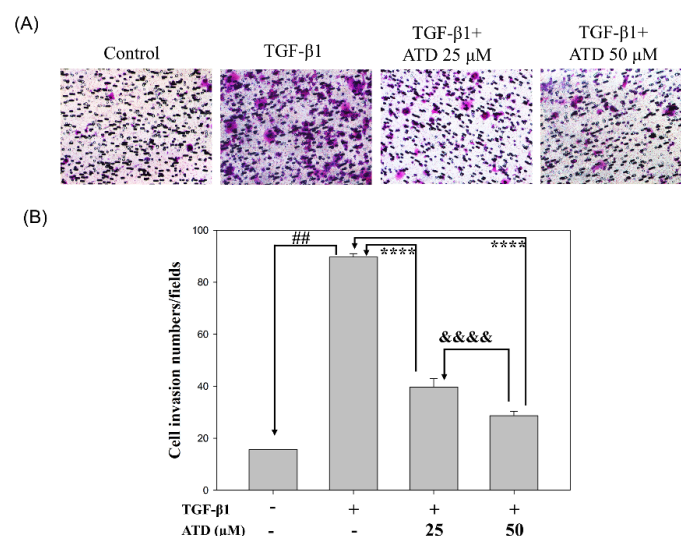 (A)
Control
TGF-β1
TGF-β1+
ATD 25 μM
TGF-β1+
ATD 50 μM
(B)
Cell invasion numbers/fields
100
80
60
40
20
0
##
****
****
&&&&
TGF-β1 - + + +
ATD (μM) - - 25 50